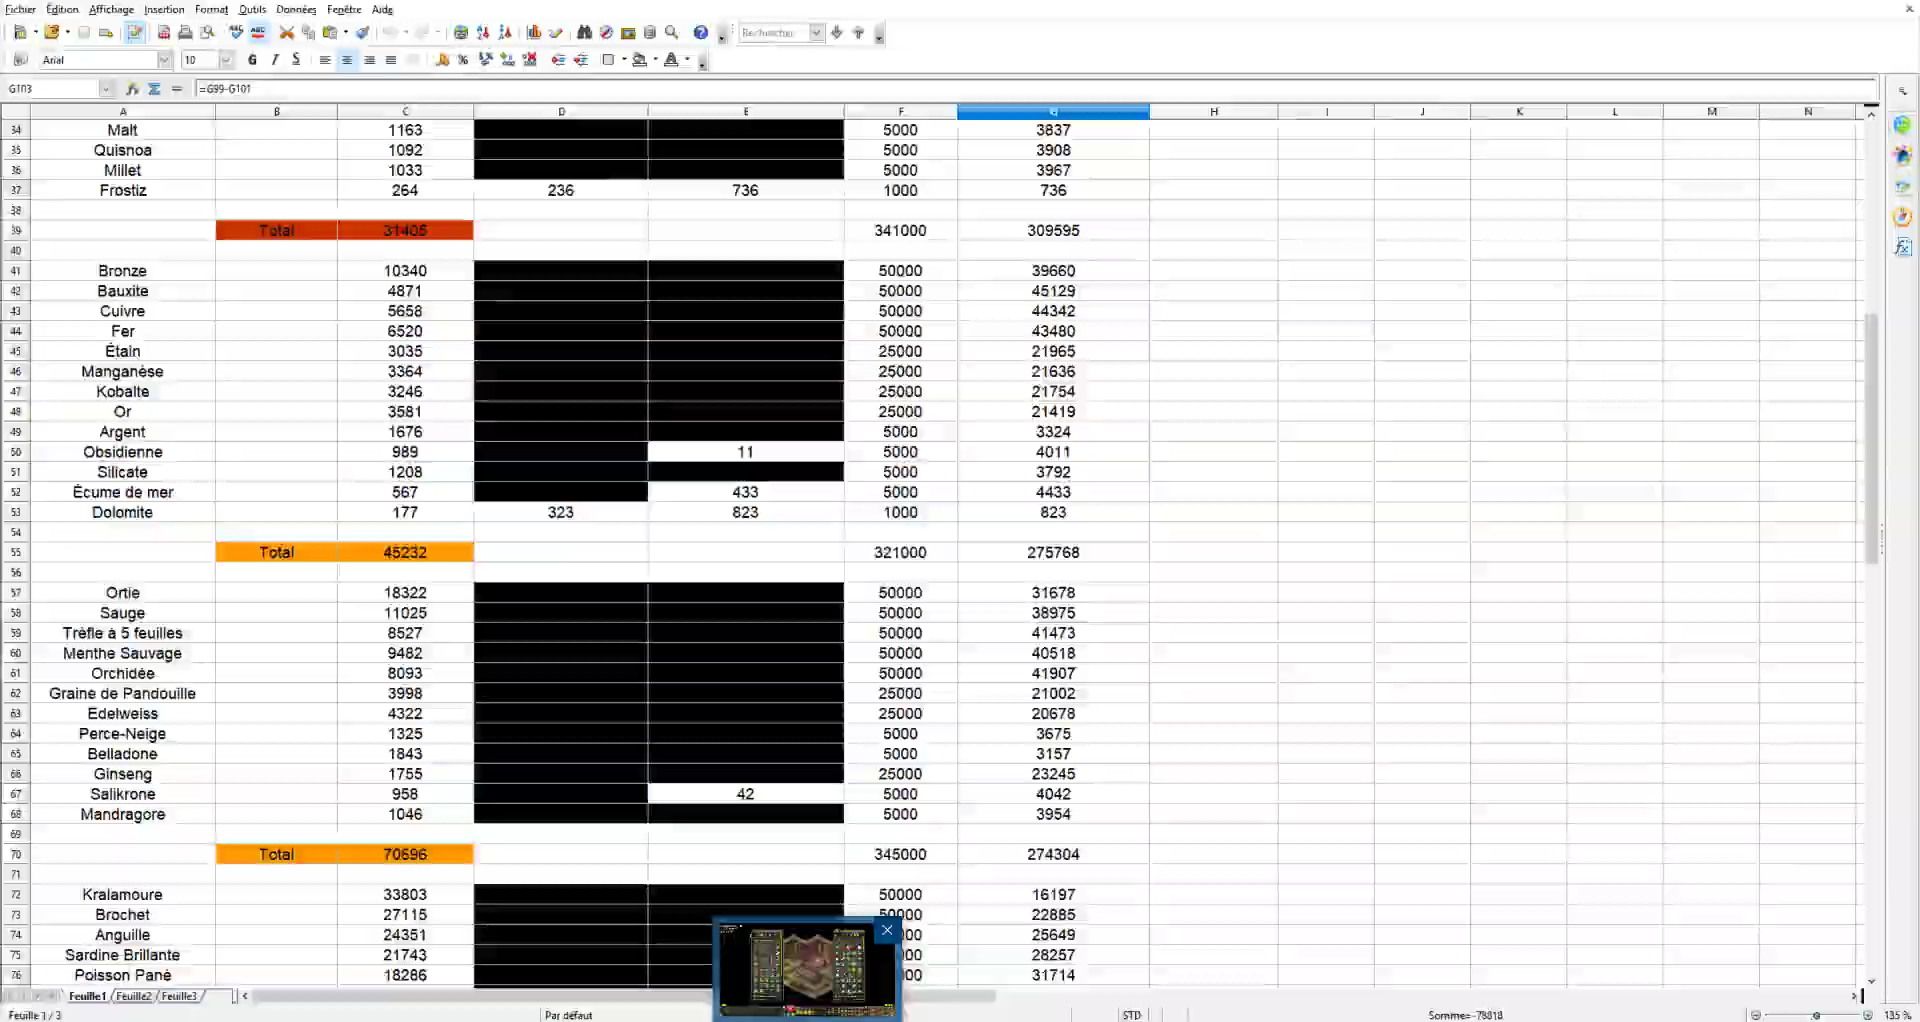 Fichier Édition Affichage Insertion Format Outils Données Fenêtre Aide
Rechercher
Arial 10 G I S
G103 =G99-G101
A B C D E F G H I J K L M N
34 Malt 1163 5000 3837
35 Quisnoa 1092 5000 3908
36 Millet 1033 5000 3967
37 Frostiz 264 236 736 1000 736
38
39 Total 31405 341000 309595
40
41 Bronze 10340 50000 39660
42 Bauxite 4871 50000 45129
43 Cuivre 5658 50000 44342
44 Fer 6520 50000 43480
45 Étain 3035 25000 21965
46 Manganèse 3364 25000 21636
47 Kobalte 3246 25000 21754
48 Or 3581 25000 21419
49 Argent 1676 5000 3324
50 Obsidienne 989 11 5000 4011
51 Silicate 1208 5000 3792
52 Écume de mer 567 433 5000 4433
53 Dolomite 177 323 823 1000 823
54
55 Total 45232 321000 275768
56
57 Ortie 18322 50000 31678
58 Sauge 11025 50000 38975
59 Trèfle à 5 feuilles 8527 50000 41473
60 Menthe Sauvage 9482 50000 40518
61 Orchidée 8093 50000 41907
62 Graine de Pandouille 3998 25000 21002
63 Edelweiss 4322 25000 20678
64 Perce-Neige 1325 5000 3675
65 Belladone 1843 5000 3157
66 Ginseng 1755 25000 23245
67 Salikrone 958 42 5000 4042
68 Mandragore 1046 5000 3954
69
70 Total 70696 345000 274304
71
72 Kralamoure 33803 50000 16197
73 Brochet 27115 50000 22885
74 Anguille 24351 25649
75 Sardine Brillante 21743 28257
76 Poisson Pané 18286 31714
Feuille1 Feuille2 Feuille3
Feuille 1 / 3 Par défaut STD Somme=-78818 135 %